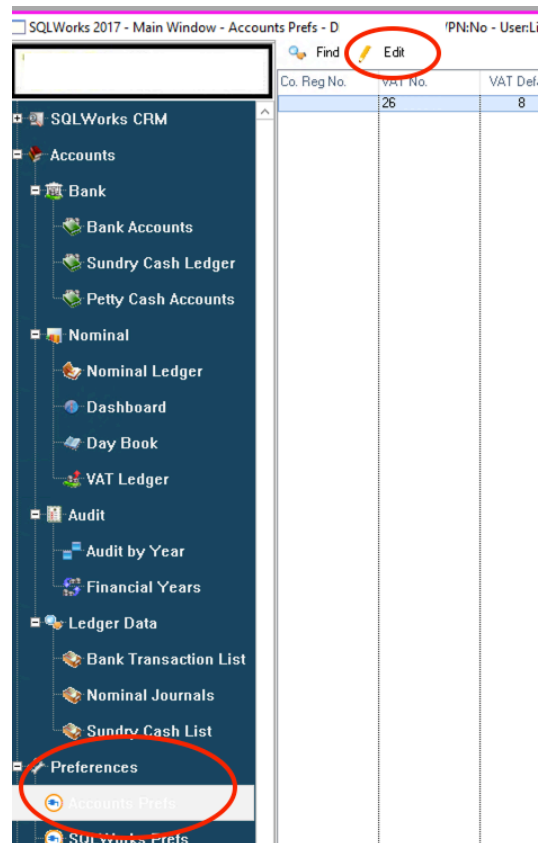 SQLWorks 2017 - Main Window - Accounts Prefs - D
/PN:No - User:Li
Find
Edit
Co. Reg No.
VAT No.
VAT Defa
26
8
SQLWorks CRM
Accounts
Bank
Bank Accounts
Sundry Cash Ledger
Petty Cash Accounts
Nominal
Nominal Ledger
Dashboard
Day Book
VAT Ledger
Audit
Audit by Year
Financial Years
Ledger Data
Bank Transaction List
Nominal Journals
Sundry Cash List
Preferences
Accounts Prefs
SQLWorks Prefs